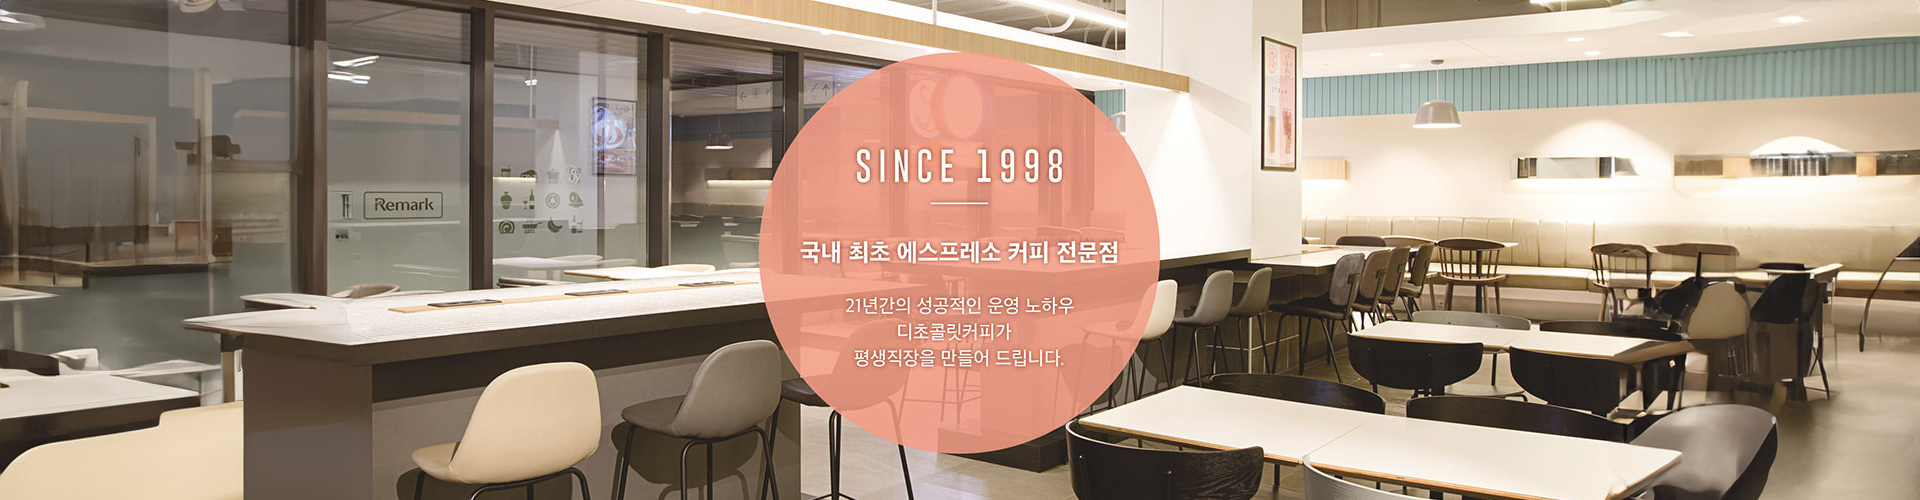 Remark
SINCE 1998
국내 최초 에스프레소 커피 전문점
21년간의 성공적인 운영 노하우
디초콜릿커피가
평생직장을 만들어 드립니다.